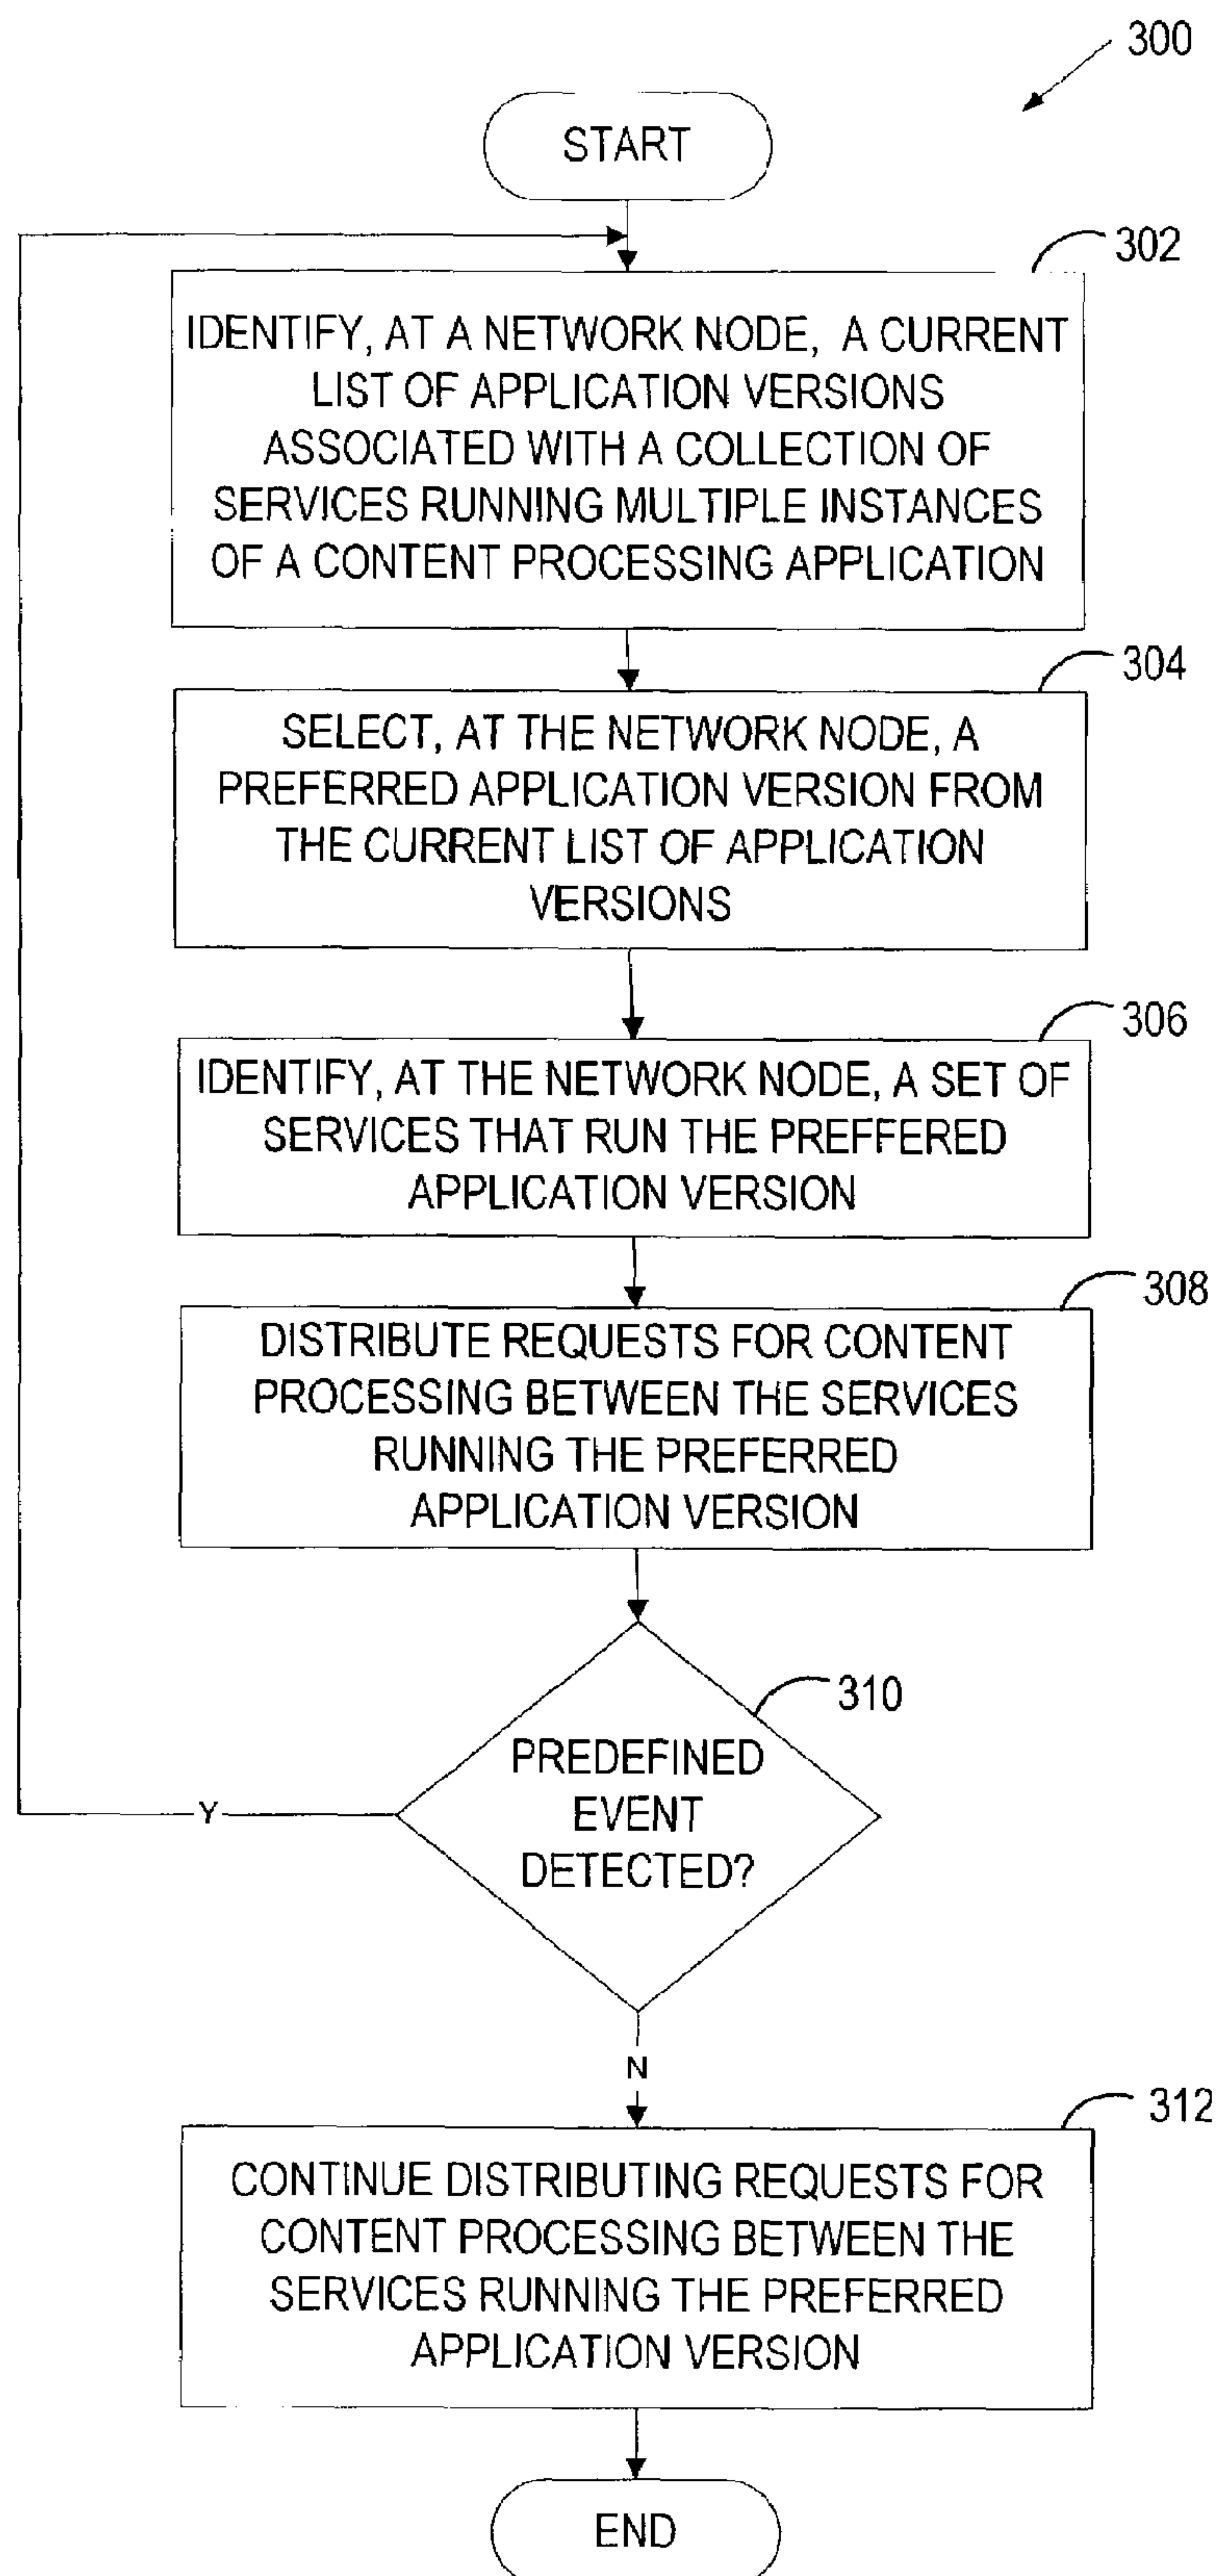 300
START
302
IDENTIFY, AT A NETWORK NODE, A CURRENT
LIST OF APPLICATION VERSIONS
ASSOCIATED WITH A COLLECTION OF
SERVICES RUNNING MULTIPLE INSTANCES
OF A CONTENT PROCESSING APPLICATION
304
SELECT, AT THE NETWORK NODE, A
PREFERRED APPLICATION VERSION FROM
THE CURRENT LIST OF APPLICATION
VERSIONS
306
IDENTIFY, AT THE NETWORK NODE, A SET OF
SERVICES THAT RUN THE PREFFERED
APPLICATION VERSION
308
DISTRIBUTE REQUESTS FOR CONTENT
PROCESSING BETWEEN THE SERVICES
RUNNING THE PREFERRED
APPLICATION VERSION
310
PREDEFINED
EVENT
DETECTED?
Y
N
312
CONTINUE DISTRIBUTING REQUESTS FOR
CONTENT PROCESSING BETWEEN THE
SERVICES RUNNING THE PREFERRED
APPLICATION VERSION
END